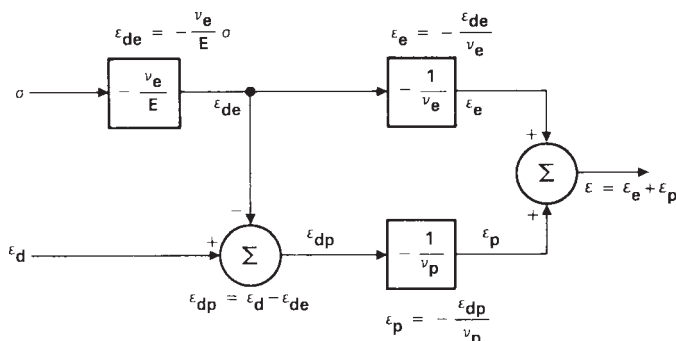 ε_de = − ν_e/E σ
ε_e = − ε_de/ν_e
σ
− ν_e/E
ε_de
− 1/ν_e
ε_e
+
Σ
ε = ε_e + ε_p
+
−
ε_d
+
Σ
ε_dp
− 1/ν_p
ε_p
ε_dp = ε_d − ε_de
ε_p = − ε_dp/ν_p